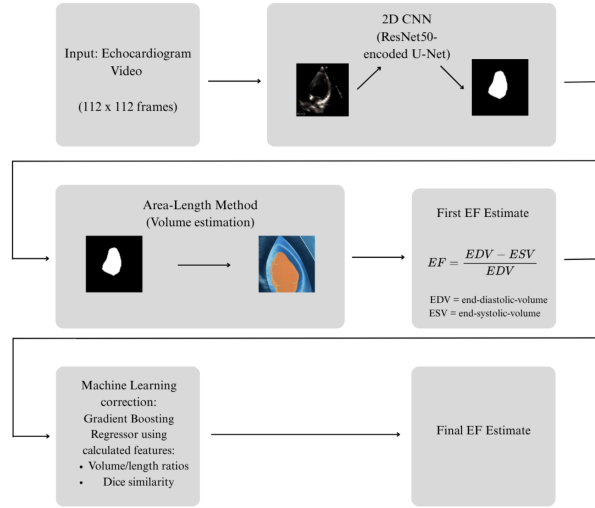 Input: Echocardiogram
Video
(112 x 112 frames)
2D CNN
(ResNet50-
encoded U-Net)
Area-Length Method
(Volume estimation)
First EF Estimate
EF = (EDV − ESV) / EDV
EDV = end-diastolic-volume
ESV = end-systolic-volume
Machine Learning
correction:
Gradient Boosting
Regressor using
calculated features:
• Volume/length ratios
• Dice similarity
Final EF Estimate